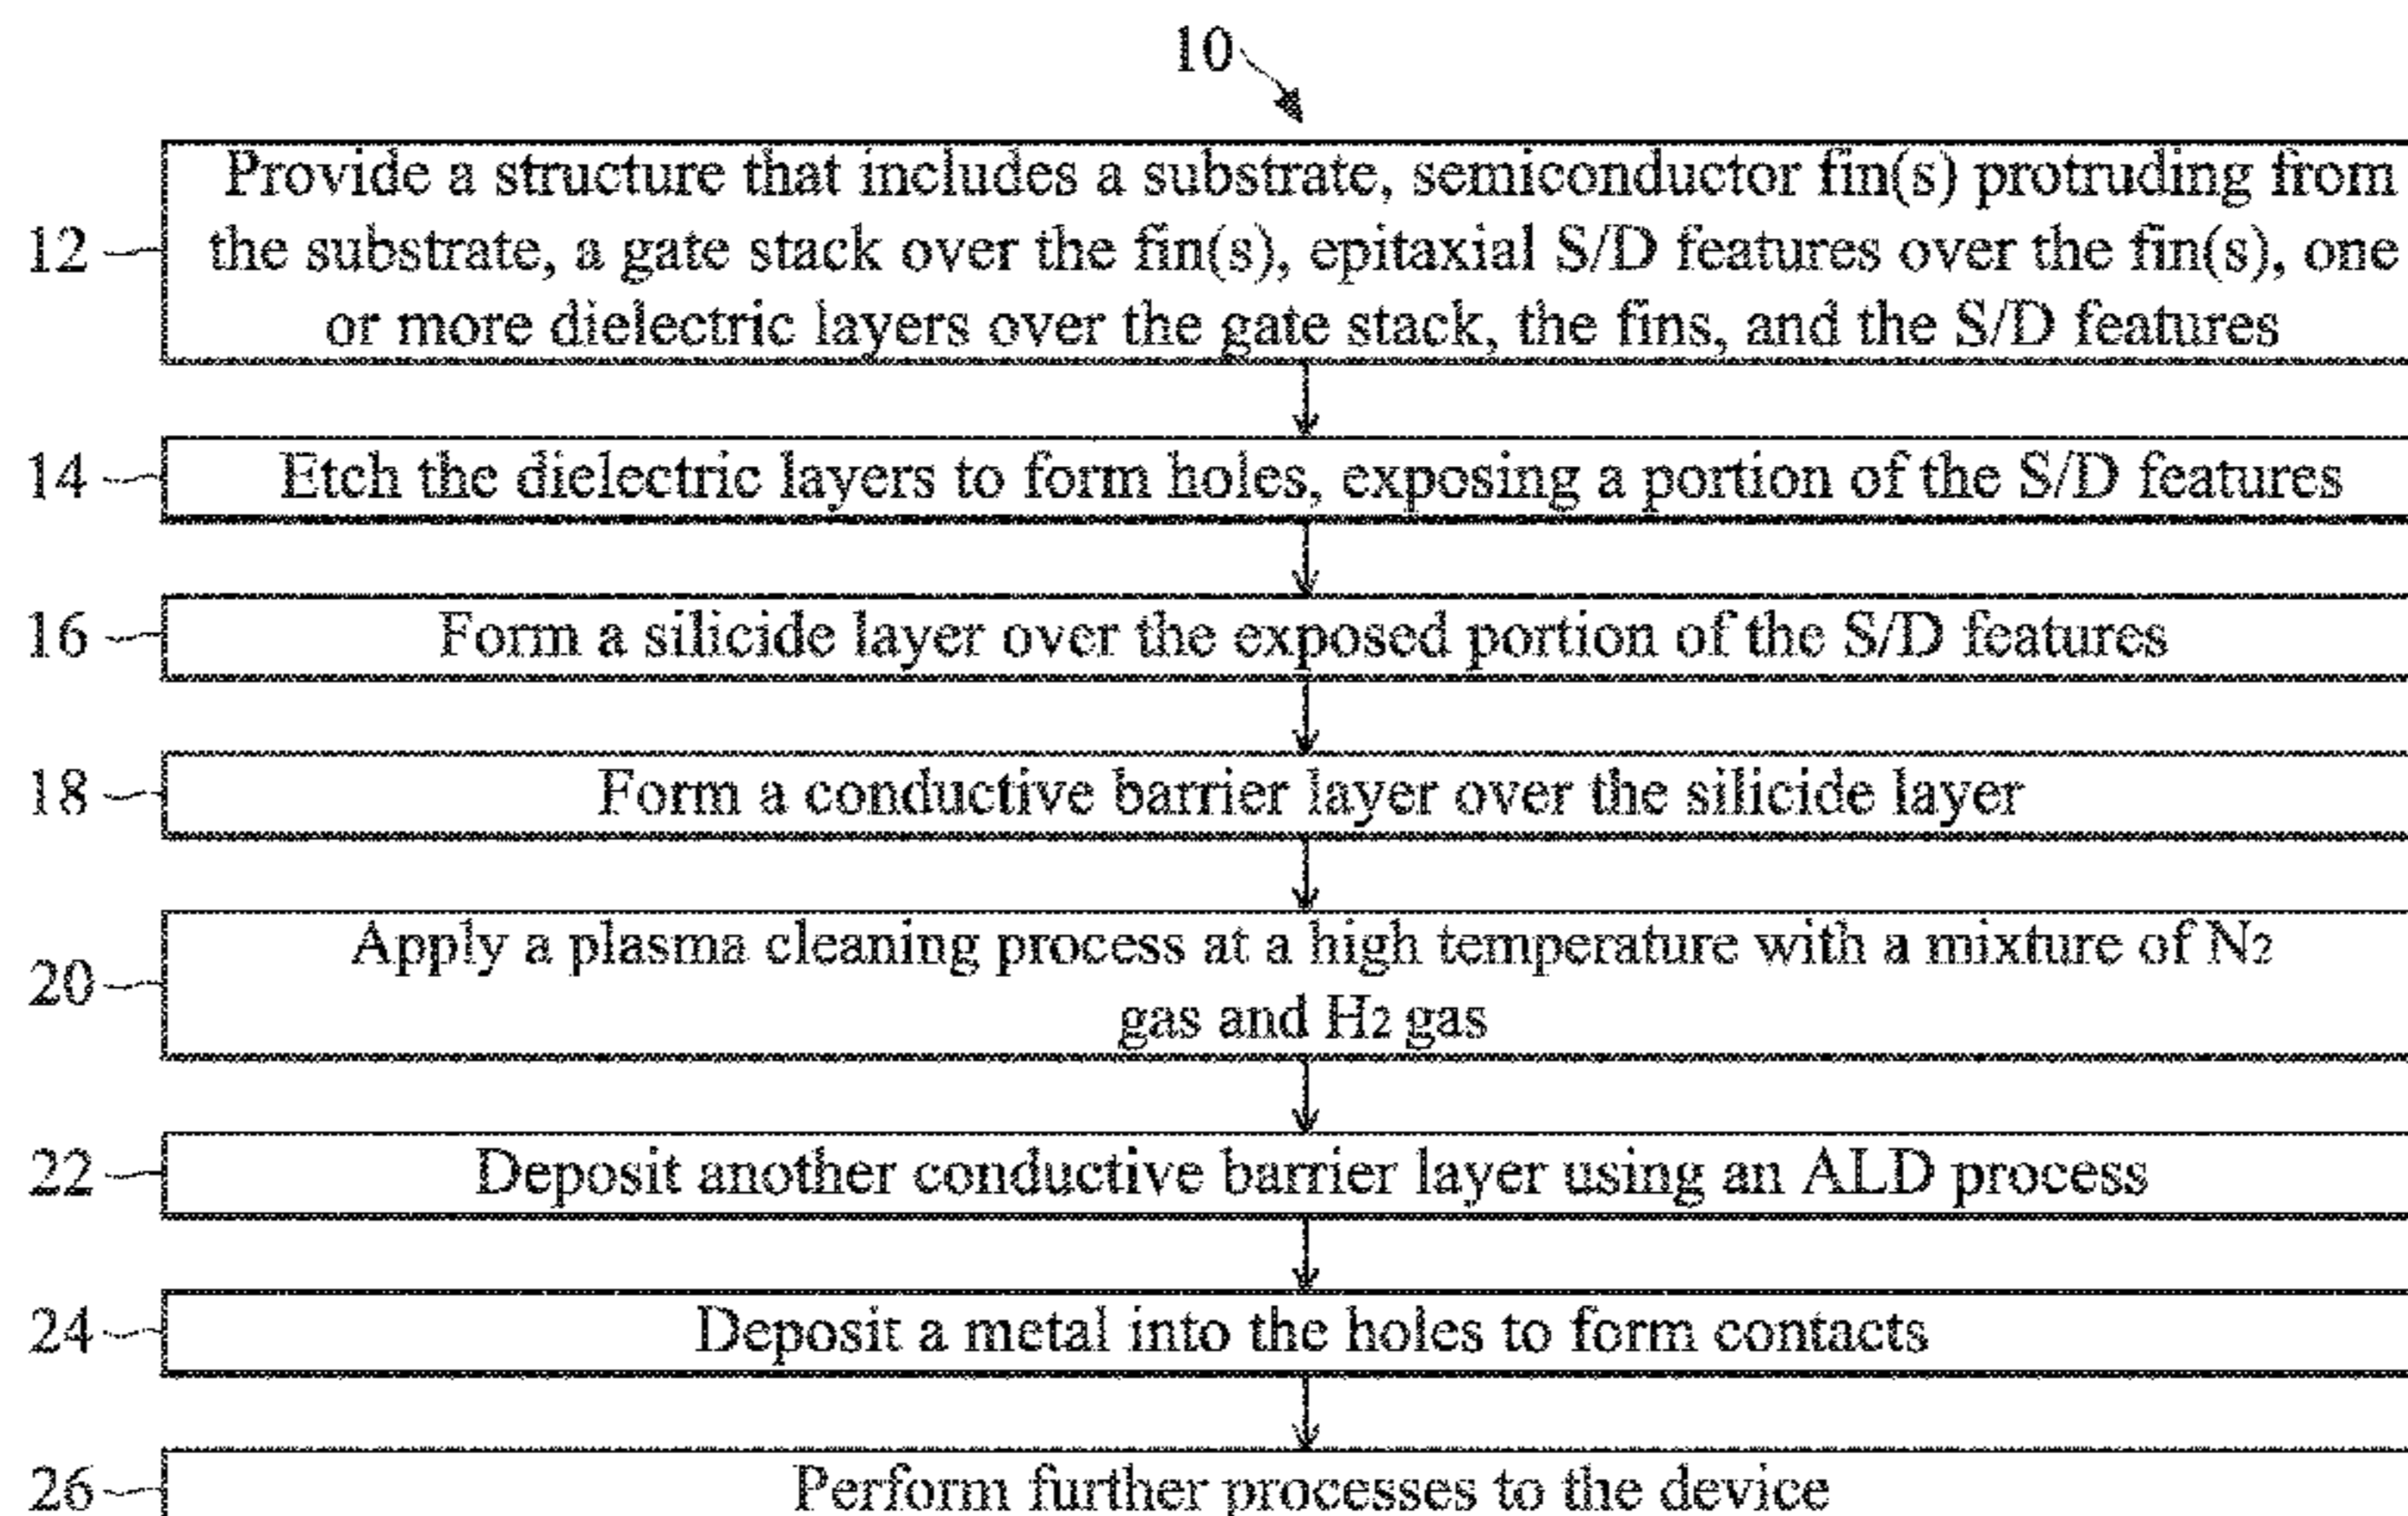 10
12
Provide a structure that includes a substrate, semiconductor fin(s) protruding from
the substrate, a gate stack over the fin(s), epitaxial S/D features over the fin(s), one
or more dielectric layers over the gate stack, the fins, and the S/D features
14
Etch the dielectric layers to form holes, exposing a portion of the S/D features
16
Form a silicide layer over the exposed portion of the S/D features
18
Form a conductive barrier layer over the silicide layer
20
Apply a plasma cleaning process at a high temperature with a mixture of N2
gas and H2 gas
22
Deposit another conductive barrier layer using an ALD process
24
Deposit a metal into the holes to form contacts
26
Perform further processes to the device